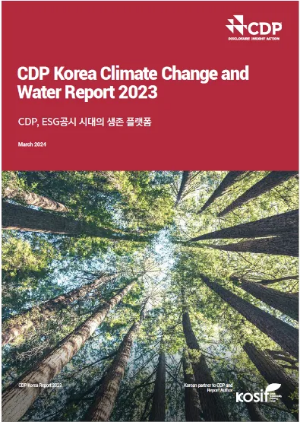 CDP
DISCLOSURE INSIGHT ACTION
CDP Korea Climate Change and
Water Report 2023
CDP, ESG공시 시대의 생존 플랫폼
March 2024
CDP Korea Report 2023
Korean partner to CDP and
Report Author
kosif